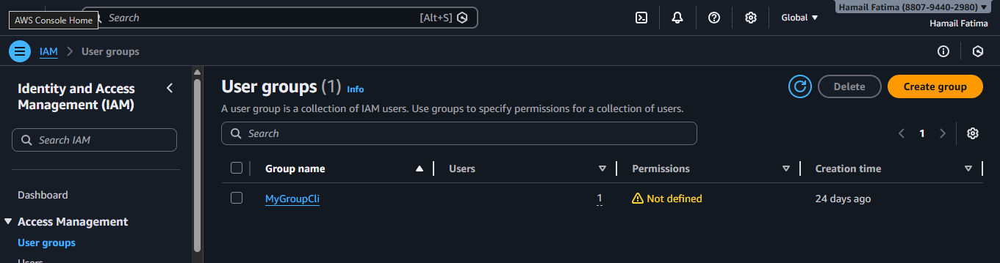 AWS Console Home
Search
[Alt+S]
Global
Hamail Fatima (8807-9440-2980)
Hamail Fatima
IAM
User groups
Identity and Access
Management (IAM)
Search IAM
Dashboard
Access Management
User groups
Users
User groups (1) Info
Delete
Create group
A user group is a collection of IAM users. Use groups to specify permissions for a collection of users.
Search
1
Group name Users Permissions Creation time
MyGroupCli 1 Not defined 24 days ago